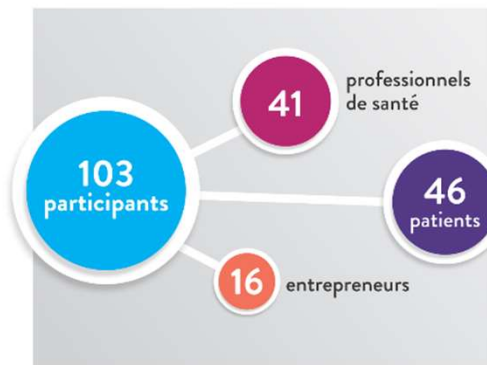 103
participants
41
professionnels
de santé
46
patients
16
entrepreneurs